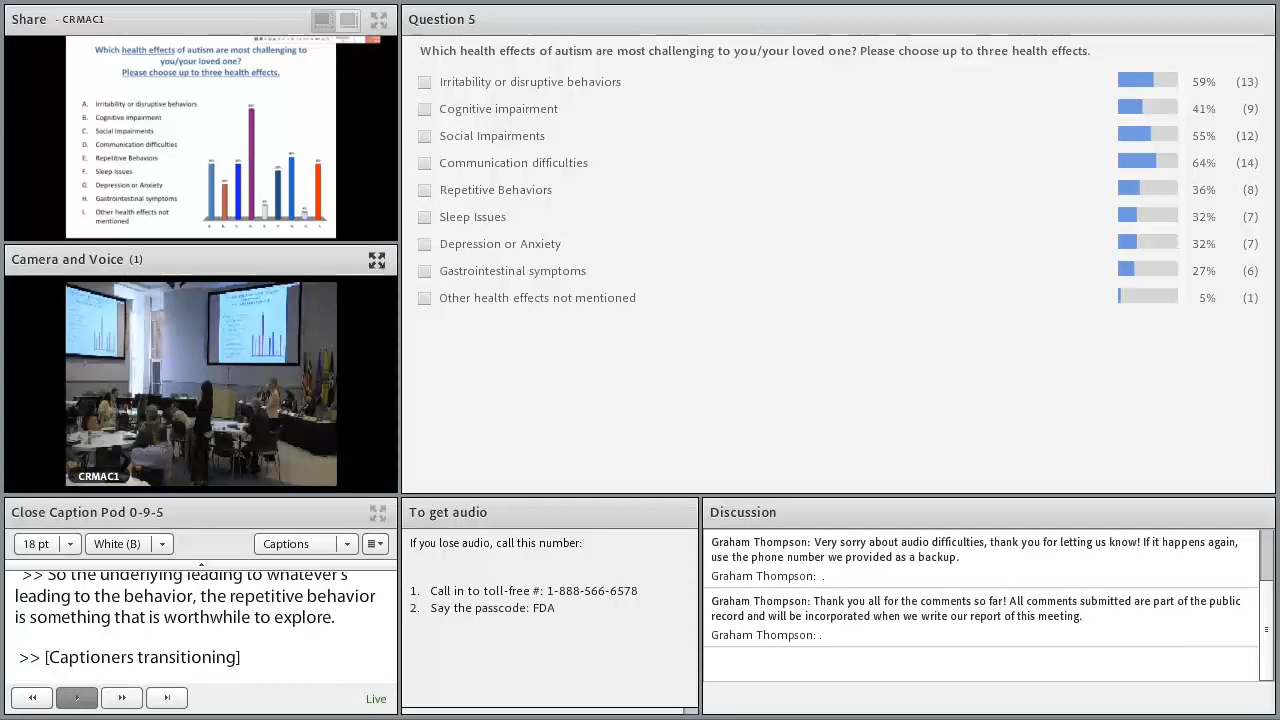 Share - CRMAC1
Which health effects of autism are most challenging to
you/your loved one?
Please choose up to three health effects.
A. Irritability or disruptive behaviors
B. Cognitive impairment
C. Social Impairments
D. Communication difficulties
E. Repetitive Behaviors
F. Sleep Issues
G. Depression or Anxiety
H. Gastrointestinal symptoms
I. Other health effects not
mentioned
Camera and Voice (1)
CRMAC1
Question 5
Which health effects of autism are most challenging to you/your loved one? Please choose up to three health effects.
Irritability or disruptive behaviors 59% (13)
Cognitive impairment 41% (9)
Social Impairments 55% (12)
Communication difficulties 64% (14)
Repetitive Behaviors 36% (8)
Sleep Issues 32% (7)
Depression or Anxiety 32% (7)
Gastrointestinal symptoms 27% (6)
Other health effects not mentioned 5% (1)
Close Caption Pod 0-9-5
18 pt White (B) Captions
>> So the underlying leading to whatever's
leading to the behavior, the repetitive behavior
is something that is worthwhile to explore.
>> [Captioners transitioning]
Live
To get audio
If you lose audio, call this number:
1. Call in to toll-free #: 1-888-566-6578
2. Say the passcode: FDA
Discussion
Graham Thompson: Very sorry about audio difficulties, thank you for letting us know! If it happens again,
use the phone number we provided as a backup.
Graham Thompson: .
Graham Thompson: Thank you all for the comments so far! All comments submitted are part of the public
record and will be incorporated when we write our report of this meeting.
Graham Thompson: .